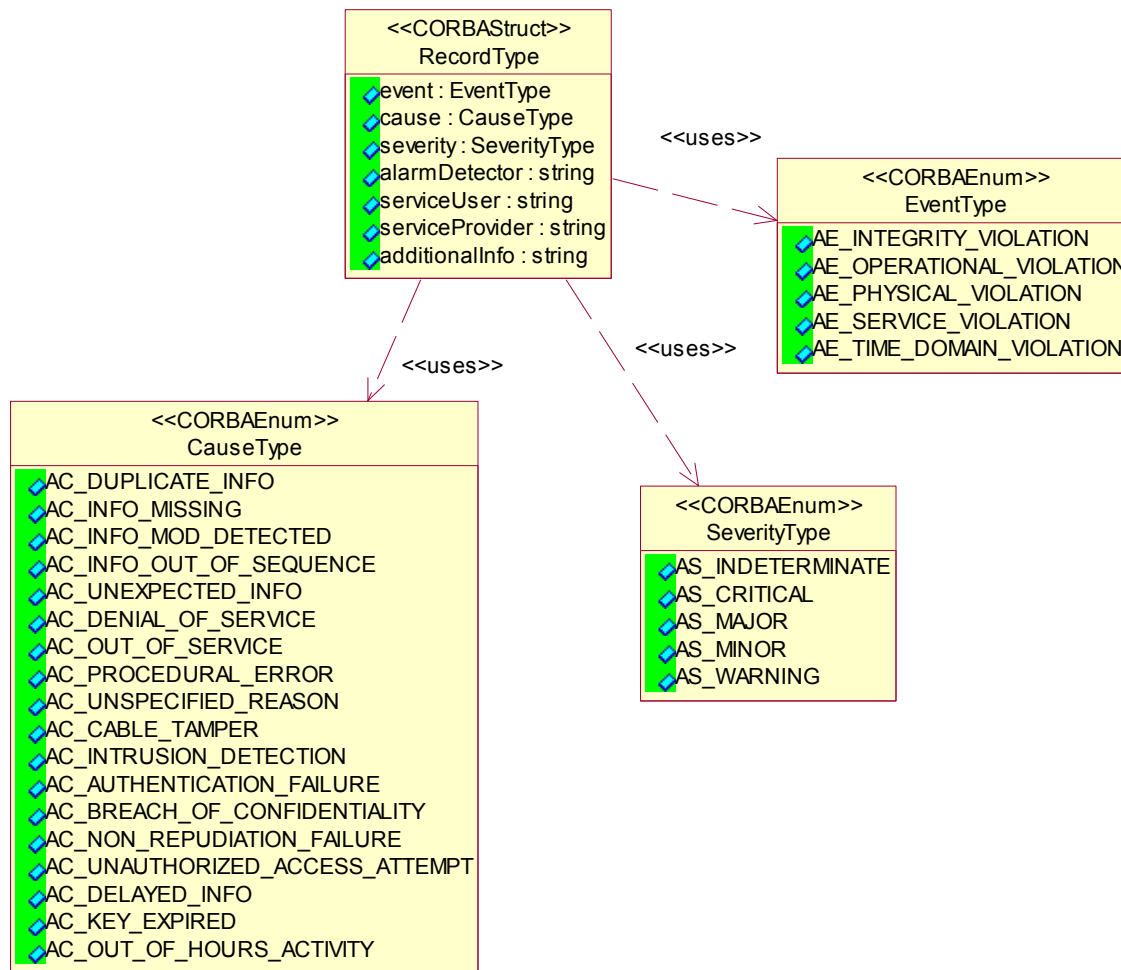 <<CORBAStruct>>
RecordType
event : EventType
cause : CauseType
severity : SeverityType
alarmDetector : string
serviceUser : string
serviceProvider : string
additionalInfo : string
<<uses>>
<<CORBAEnum>>
EventType
AE_INTEGRITY_VIOLATION
AE_OPERATIONAL_VIOLATION
AE_PHYSICAL_VIOLATION
AE_SERVICE_VIOLATION
AE_TIME_DOMAIN_VIOLATION
<<uses>>
<<uses>>
<<CORBAEnum>>
CauseType
AC_DUPLICATE_INFO
AC_INFO_MISSING
AC_INFO_MOD_DETECTED
AC_INFO_OUT_OF_SEQUENCE
AC_UNEXPECTED_INFO
AC_DENIAL_OF_SERVICE
AC_OUT_OF_SERVICE
AC_PROCEDURAL_ERROR
AC_UNSPECIFIED_REASON
AC_CABLE_TAMPER
AC_INTRUSION_DETECTION
AC_AUTHENTICATION_FAILURE
AC_BREACH_OF_CONFIDENTIALITY
AC_NON_REPUDIATION_FAILURE
AC_UNAUTHORIZED_ACCESS_ATTEMPT
AC_DELAYED_INFO
AC_KEY_EXPIRED
AC_OUT_OF_HOURS_ACTIVITY
<<CORBAEnum>>
SeverityType
AS_INDETERMINATE
AS_CRITICAL
AS_MAJOR
AS_MINOR
AS_WARNING